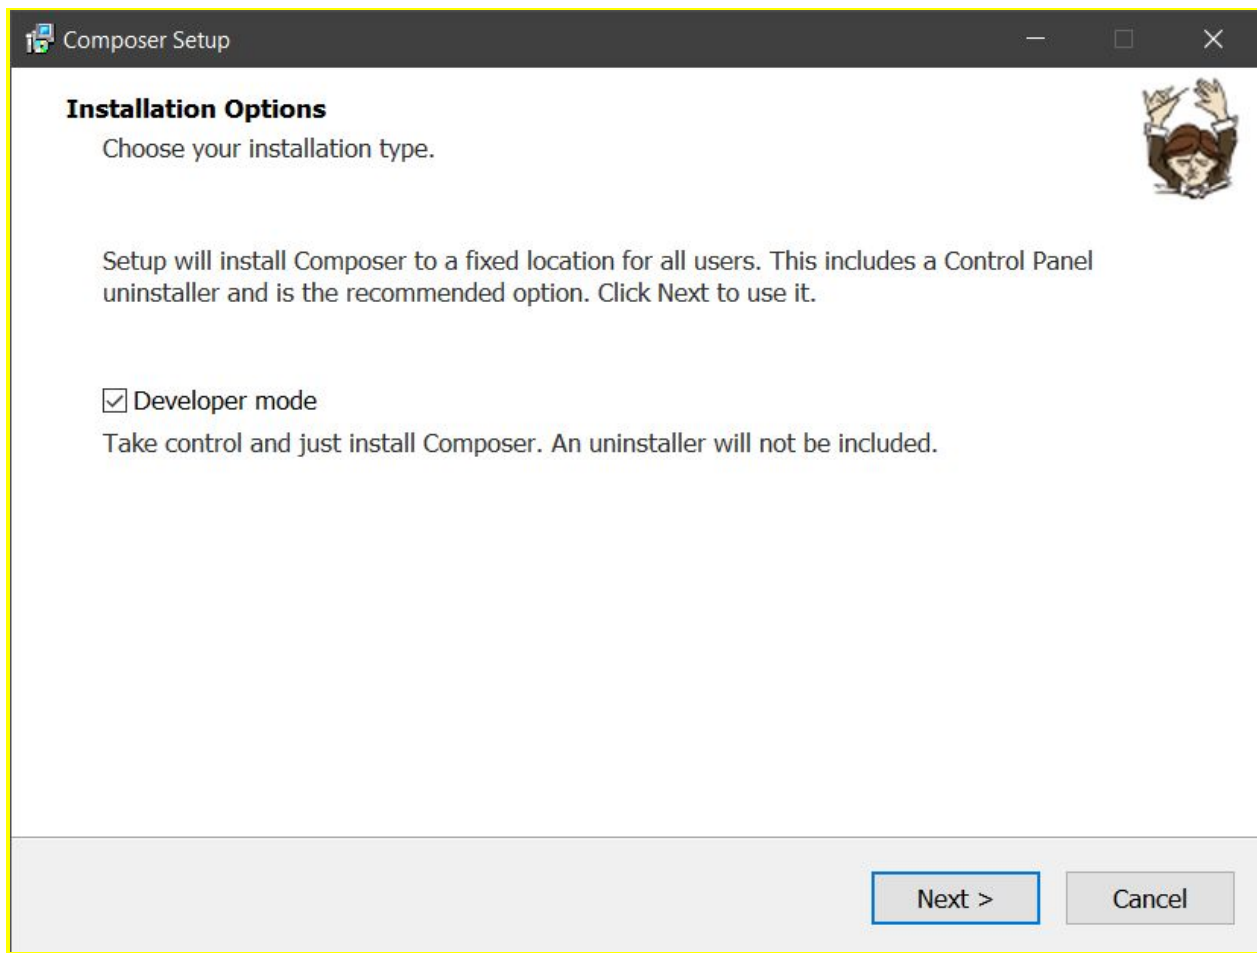 Composer Setup
Installation Options
Choose your installation type.
Setup will install Composer to a fixed location for all users. This includes a Control Panel
uninstaller and is the recommended option. Click Next to use it.
Developer mode
Take control and just install Composer. An uninstaller will not be included.
Next >
Cancel